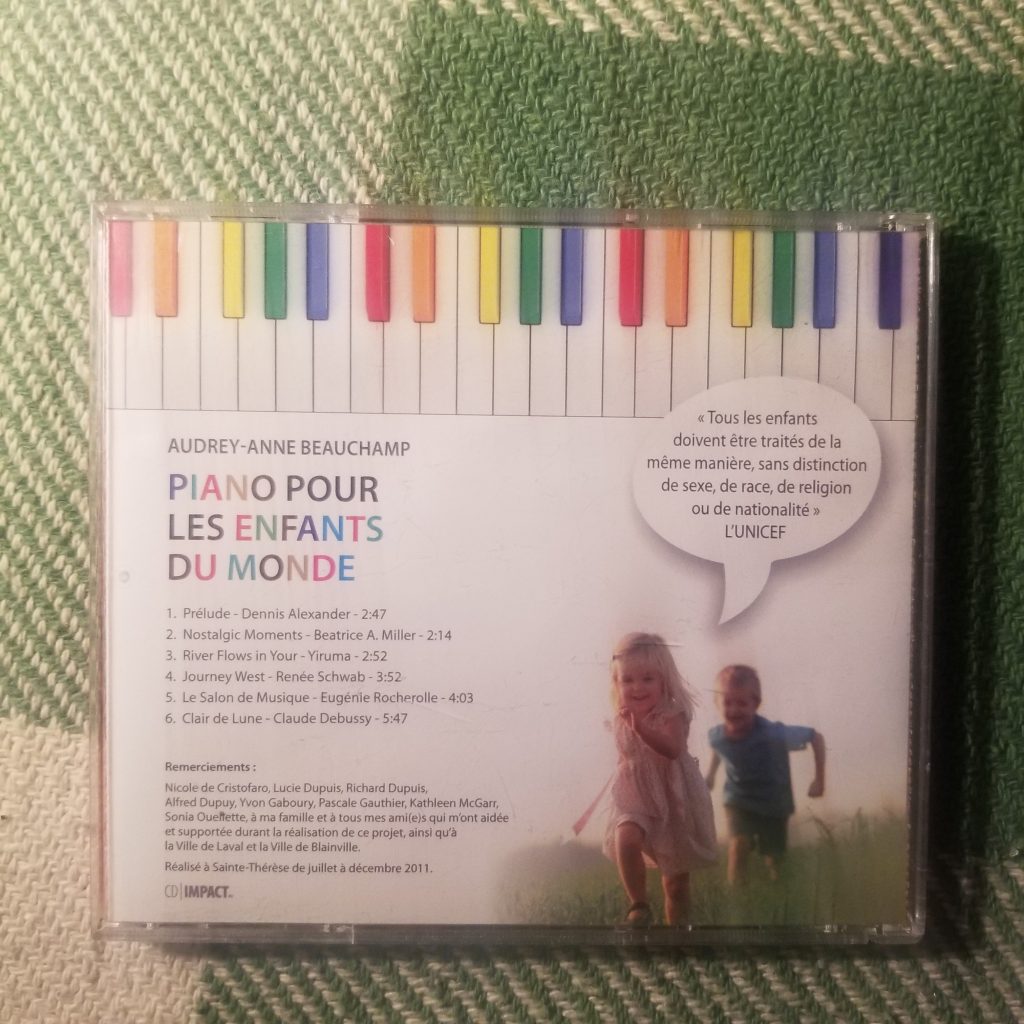 AUDREY-ANNE BEAUCHAMP
PIANO POUR
LES ENFANTS
DU MONDE
« Tous les enfants
doivent être traités de la
même manière, sans distinction
de sexe, de race, de religion
ou de nationalité »
L'UNICEF
1. Prélude - Dennis Alexander - 2:47
2. Nostalgic Moments - Beatrice A. Miller - 2:14
3. River Flows in Your - Yiruma - 2:52
4. Journey West - Renée Schwab - 3:52
5. Le Salon de Musique - Eugénie Rocherolle - 4:03
6. Clair de Lune - Claude Debussy - 5:47
Remerciements :
Nicole de Cristofaro, Lucie Dupuis, Richard Dupuis,
Alfred Dupuy, Yvon Gaboury, Pascale Gauthier, Kathleen McGarr,
Sonia Ouellette, à ma famille et à tous mes ami(e)s qui m'ont aidée
et supportée durant la réalisation de ce projet, ainsi qu'à
la Ville de Laval et la Ville de Blainville.
Réalisé à Sainte-Thérèse de juillet à décembre 2011.
CD|IMPACT